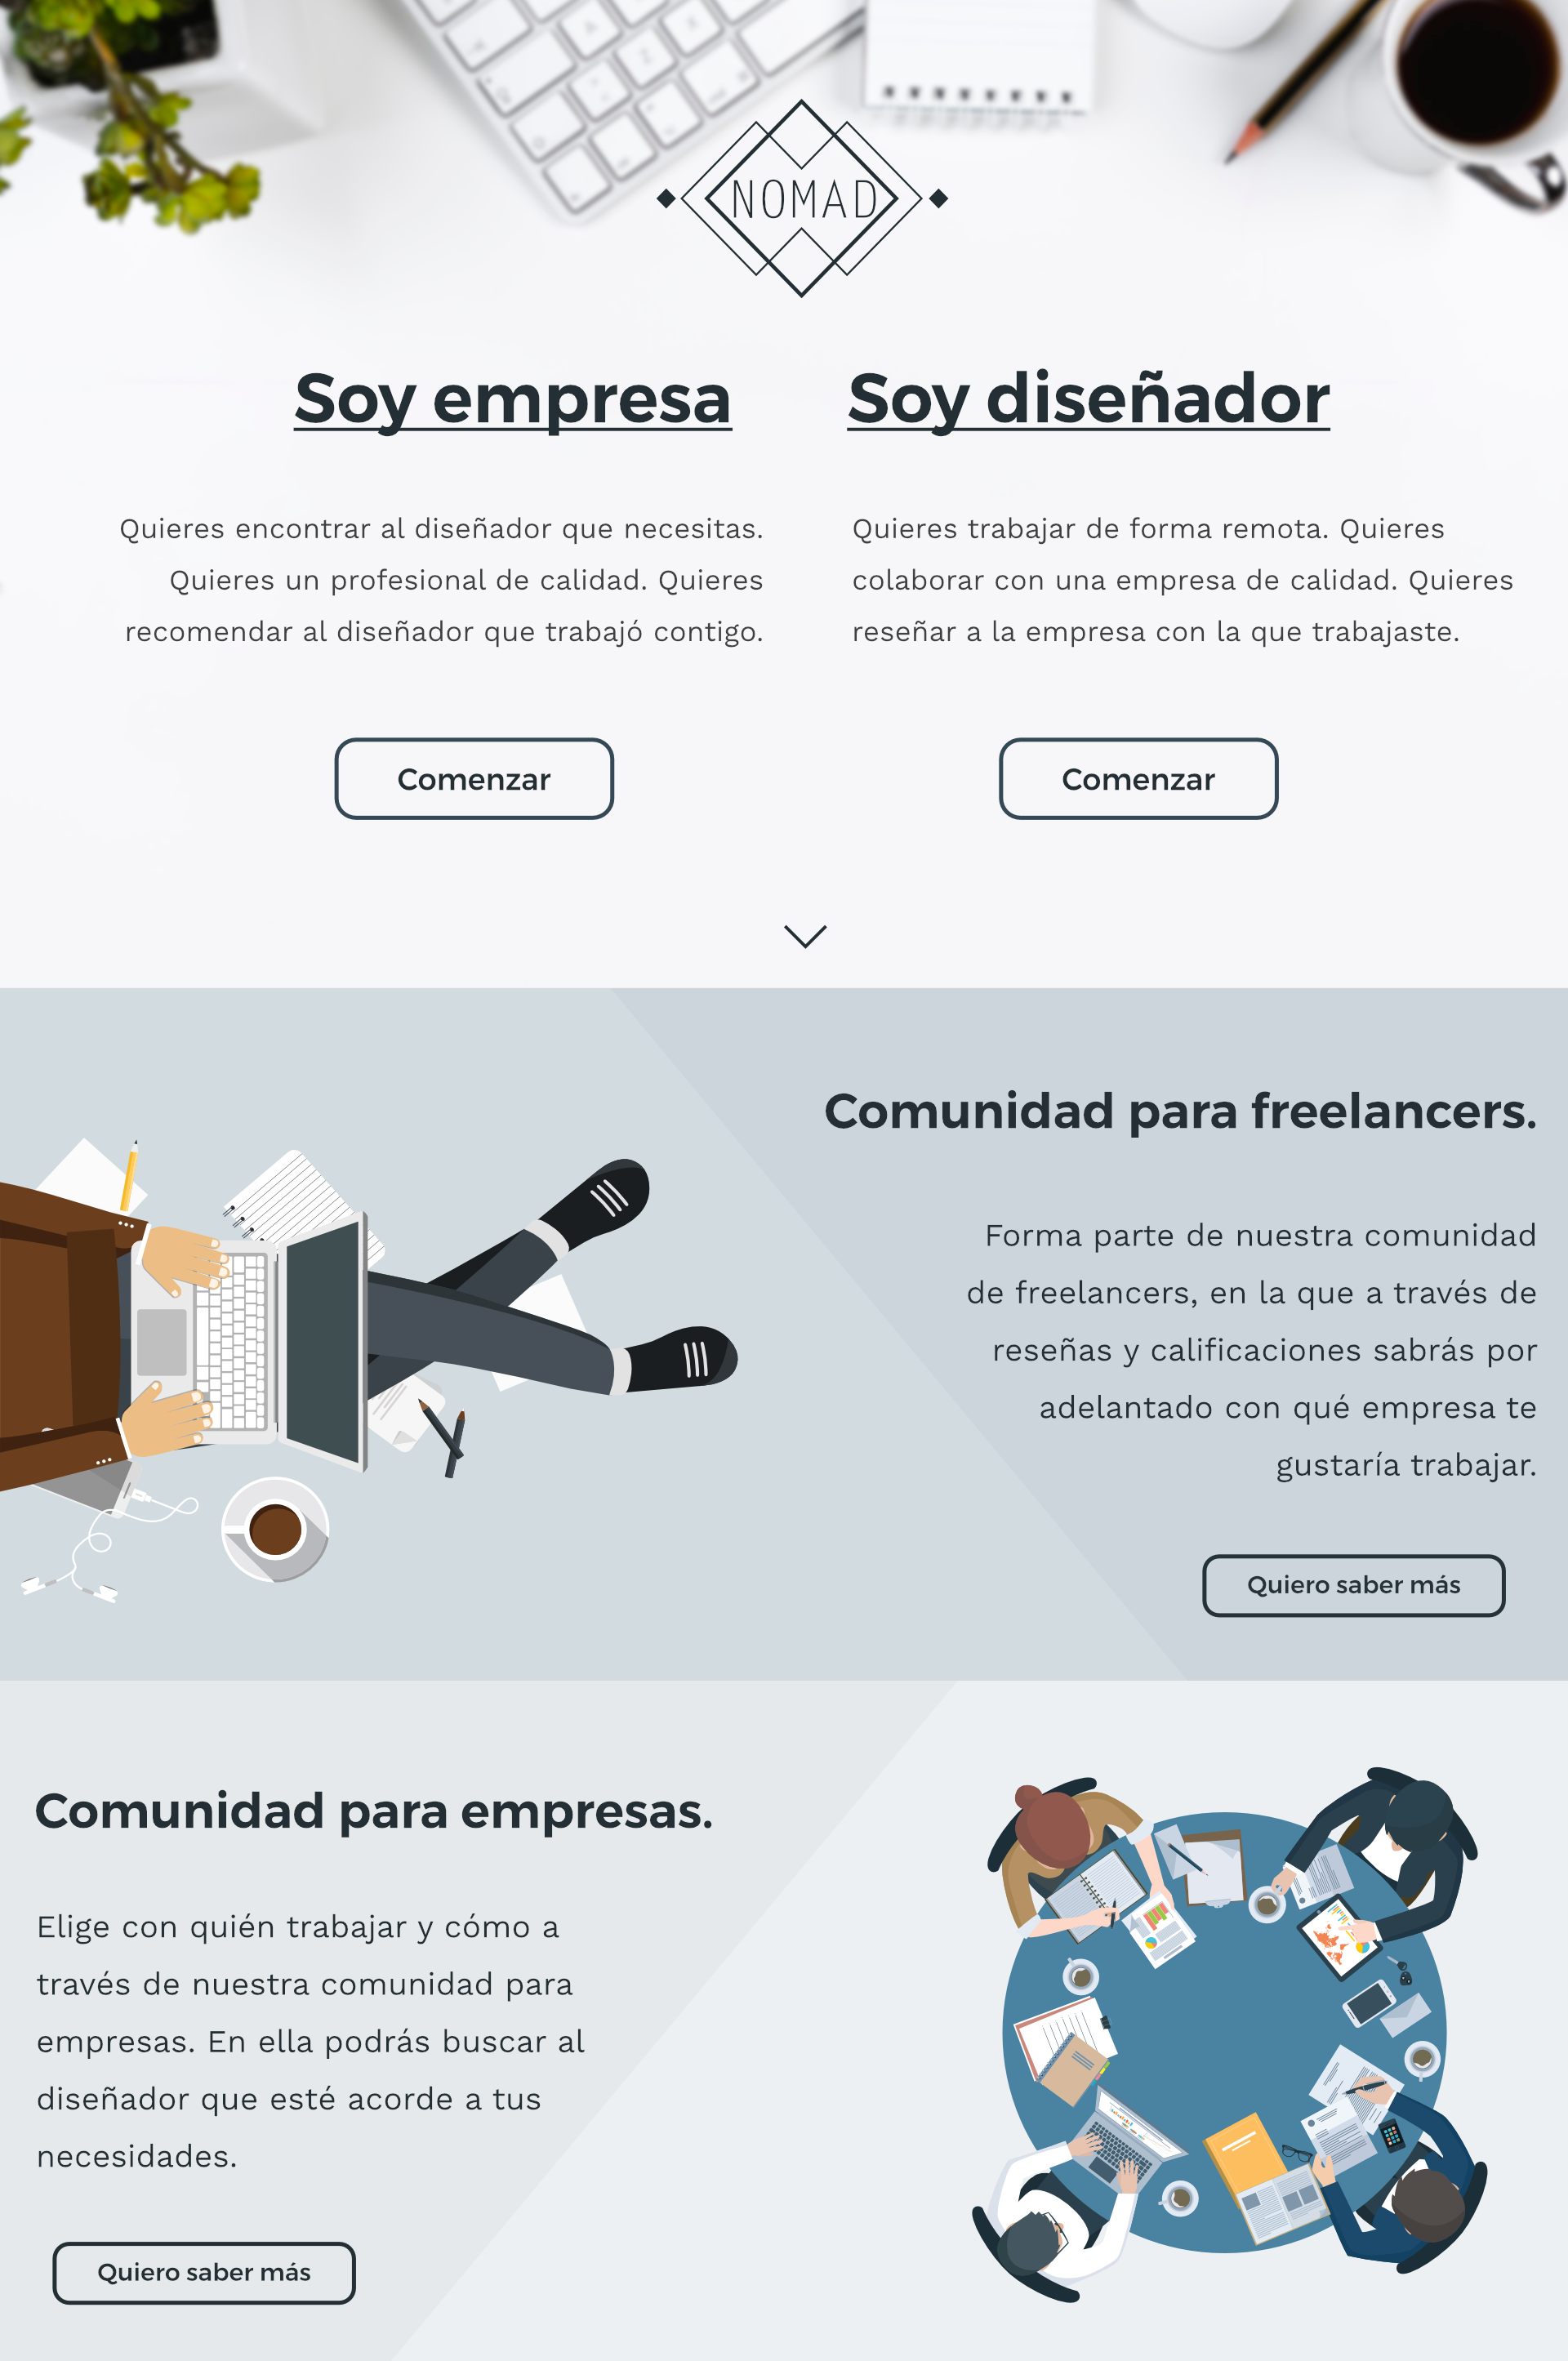 NOMAD
Soy empresa
Quieres encontrar al diseñador que necesitas.
Quieres un profesional de calidad. Quieres
recomendar al diseñador que trabajó contigo.
Comenzar
Soy diseñador
Quieres trabajar de forma remota. Quieres
colaborar con una empresa de calidad. Quieres
reseñar a la empresa con la que trabajaste.
Comenzar
Comunidad para freelancers.
Forma parte de nuestra comunidad
de freelancers, en la que a través de
reseñas y calificaciones sabrás por
adelantado con qué empresa te
gustaría trabajar.
Quiero saber más
Comunidad para empresas.
Elige con quién trabajar y cómo a
través de nuestra comunidad para
empresas. En ella podrás buscar al
diseñador que esté acorde a tus
necesidades.
Quiero saber más